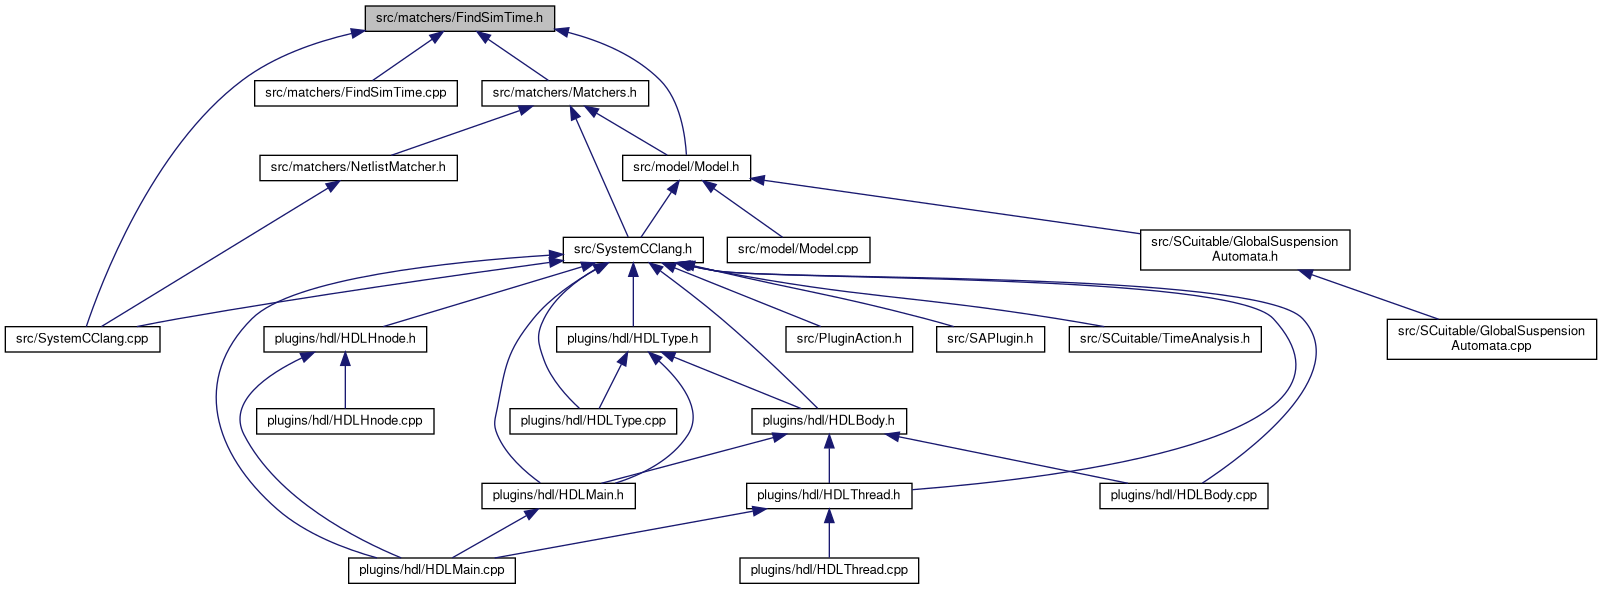 src/matchers/FindSimTime.h
src/matchers/FindSimTime.cpp
src/matchers/Matchers.h
src/matchers/NetlistMatcher.h
src/model/Model.h
src/SystemCClang.h
src/model/Model.cpp
src/SCuitable/GlobalSuspension
Automata.h
src/SystemCClang.cpp
plugins/hdl/HDLHnode.h
plugins/hdl/HDLType.h
src/PluginAction.h
src/SAPlugin.h
src/SCuitable/TimeAnalysis.h
src/SCuitable/GlobalSuspension
Automata.cpp
plugins/hdl/HDLHnode.cpp
plugins/hdl/HDLType.cpp
plugins/hdl/HDLBody.h
plugins/hdl/HDLMain.h
plugins/hdl/HDLThread.h
plugins/hdl/HDLBody.cpp
plugins/hdl/HDLMain.cpp
plugins/hdl/HDLThread.cpp